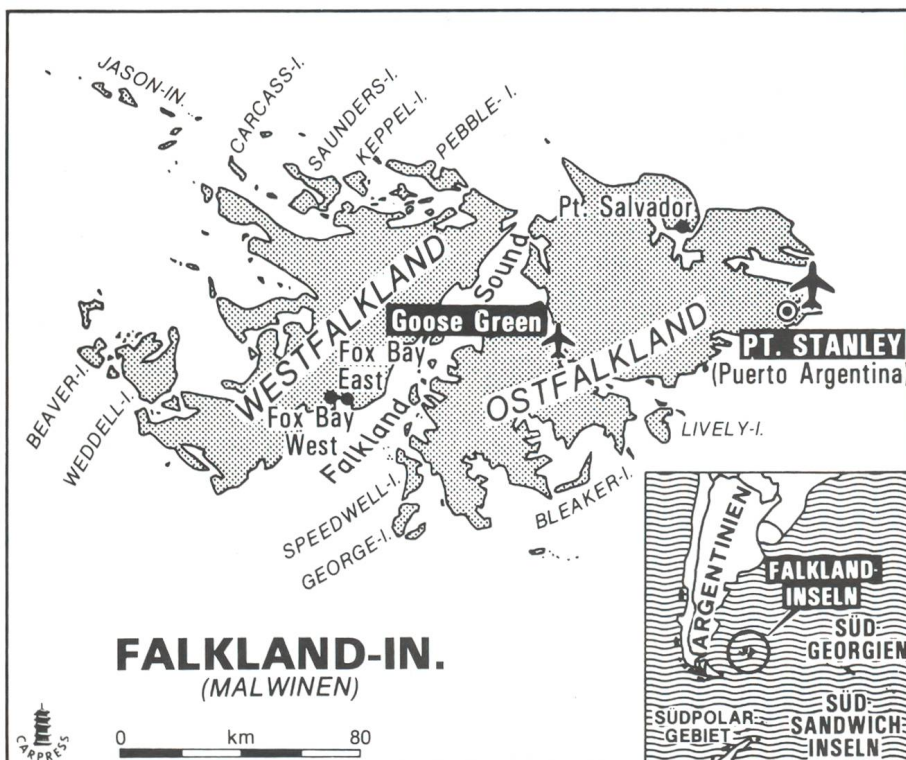 JASON-IN.
CARCASS-I.
SAUNDERS-I.
KEPPEL-I.
PEBBLE-I.
Pt. Salvador
WESTFALKLAND
Falkland Sound
Goose Green
OSTFALKLAND
PT. STANLEY
(Puerto Argentina)
Fox Bay
East
Fox Bay
West
BEAVER-I.
WEDDELL-I.
SPEEDWELL-I.
GEORGE-I.
BLEAKER-I.
LIVELY-I.
FALKLAND-IN.
(MALWINEN)
0 km 80
CARPRESS
ARGENTINIEN
FALKLAND-
INSELN
SÜD
GEORGIEN
SÜDPOLAR-
GEBIET
SÜD
SANDWICH
INSELN